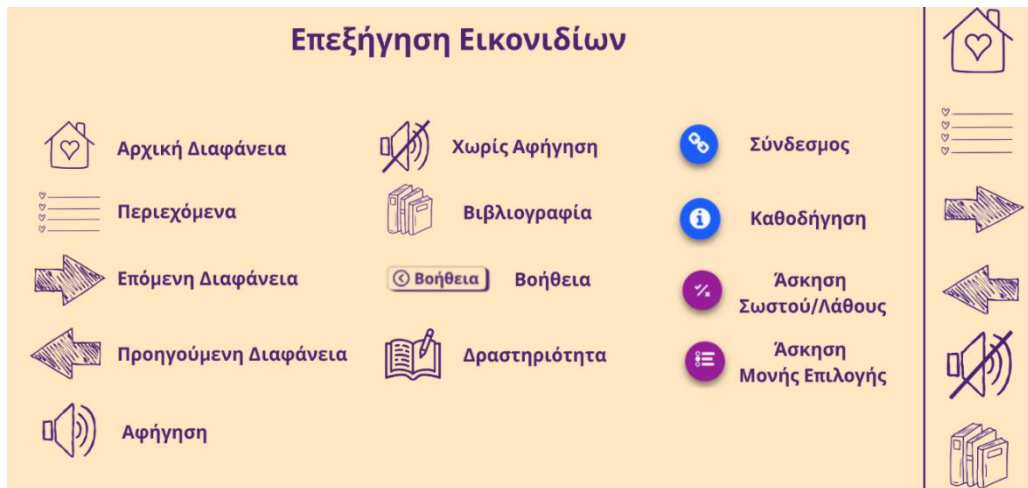 Επεξήγηση Εικονιδίων
Αρχική Διαφάνεια
Περιεχόμενα
Επόμενη Διαφάνεια
Προηγούμενη Διαφάνεια
Αφήγηση
Χωρίς Αφήγηση
Βιβλιογραφία
Βοήθεια Βοήθεια
Δραστηριότητα
Σύνδεσμος
Καθοδήγηση
Άσκηση
Σωστού/Λάθους
Άσκηση
Μονής Επιλογής